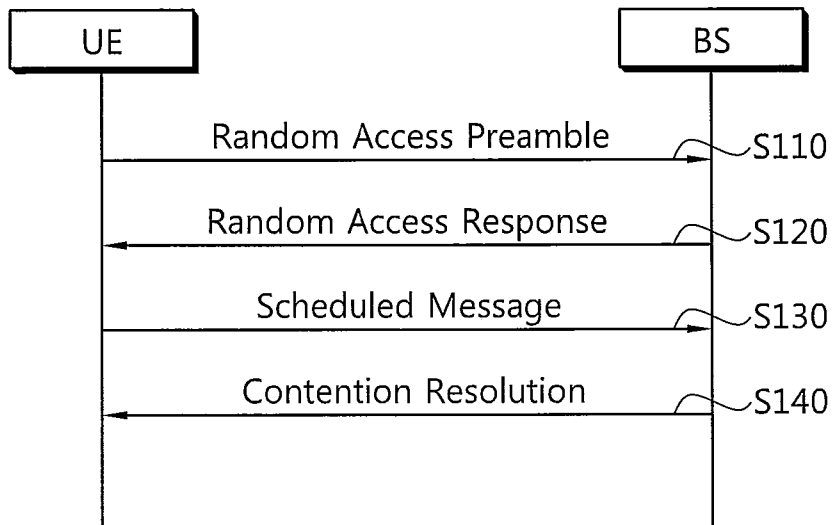 UE
BS
Random Access Preamble
S110
Random Access Response
S120
Scheduled Message
S130
Contention Resolution
S140